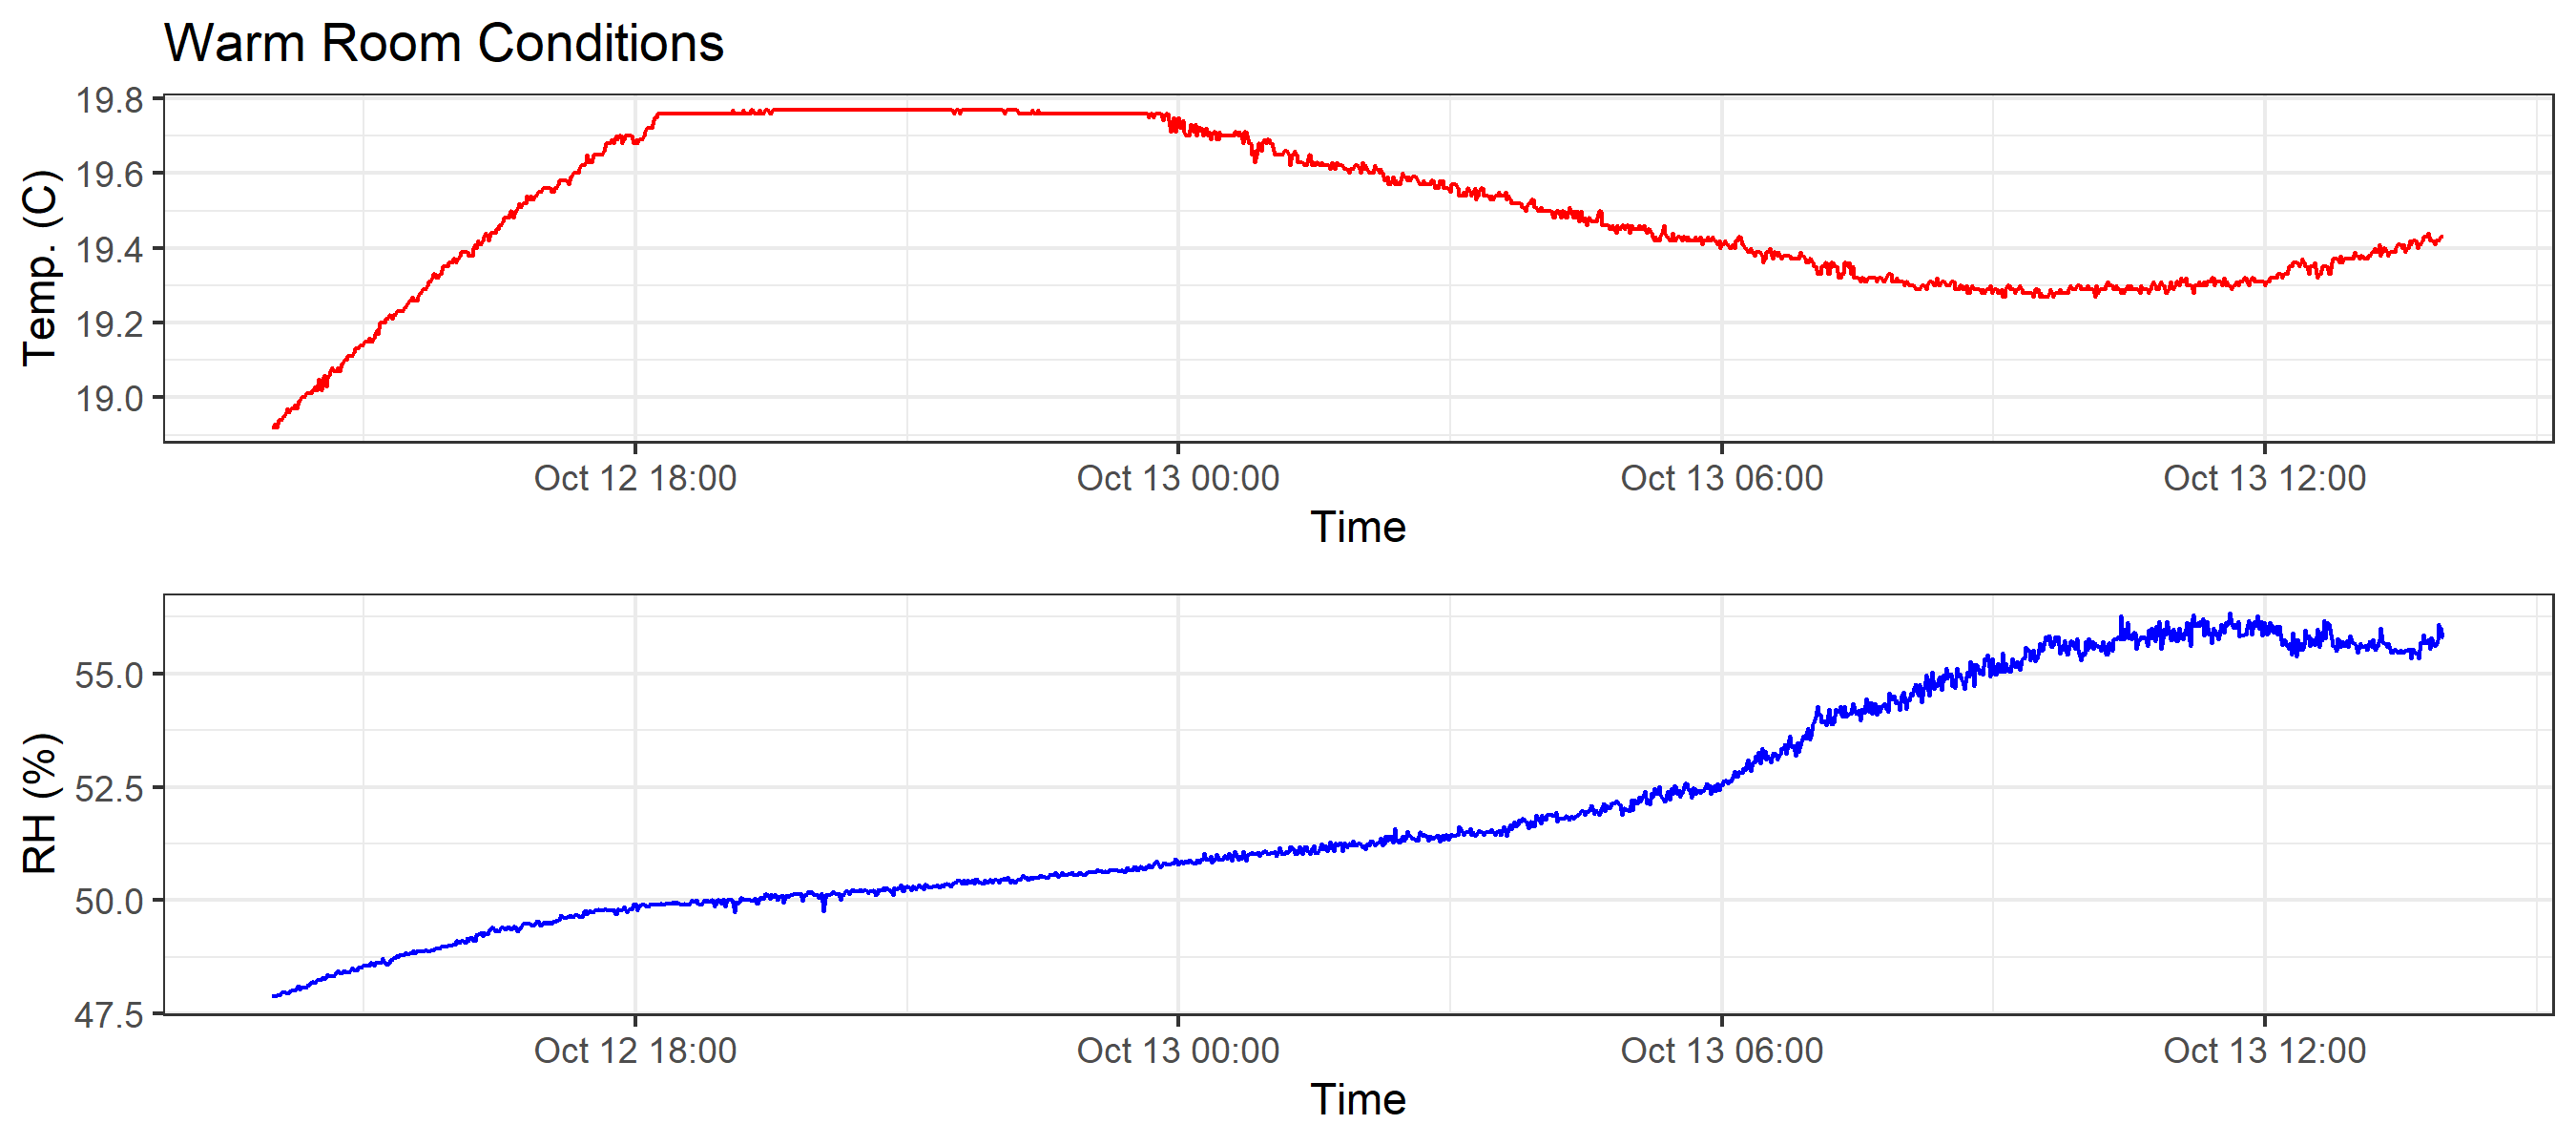 Warm Room Conditions
19.8
19.6
19.4
19.2
19.0
Temp. (C)
Oct 12 18:00 Oct 13 00:00 Oct 13 06:00 Oct 13 12:00
Time
55.0
52.5
50.0
47.5
RH (%)
Oct 12 18:00 Oct 13 00:00 Oct 13 06:00 Oct 13 12:00
Time